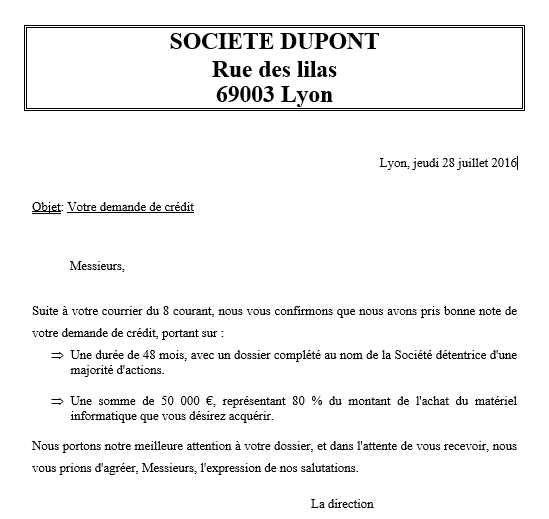 SOCIETE DUPONT
Rue des lilas
69003 Lyon
Lyon, jeudi 28 juillet 2016
Objet: Votre demande de crédit
Messieurs,
Suite à votre courrier du 8 courant, nous vous confirmons que nous avons pris bonne note de
votre demande de crédit, portant sur :
⇒ Une durée de 48 mois, avec un dossier complété au nom de la Société détentrice d'une
majorité d'actions.
⇒ Une somme de 50 000 €, représentant 80 % du montant de l'achat du matériel
informatique que vous désirez acquérir.
Nous portons notre meilleure attention à votre dossier, et dans l'attente de vous recevoir, nous
vous prions d'agréer, Messieurs, l'expression de nos salutations.
La direction